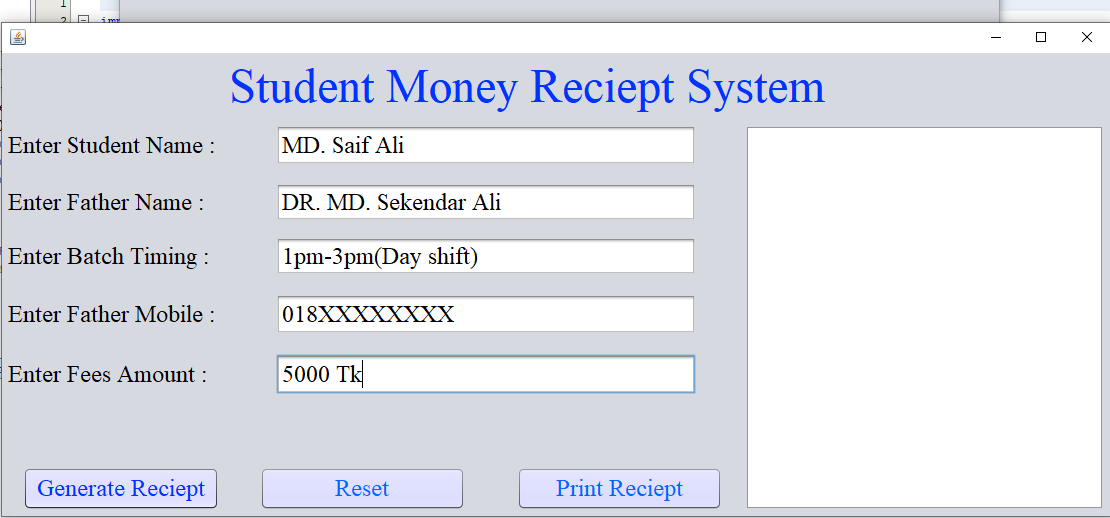 1
2
Student Money Reciept System
Enter Student Name : MD. Saif Ali
Enter Father Name : DR. MD. Sekendar Ali
Enter Batch Timing : 1pm-3pm(Day shift)
Enter Father Mobile : 018XXXXXXXX
Enter Fees Amount : 5000 Tk
Generate Reciept Reset Print Reciept